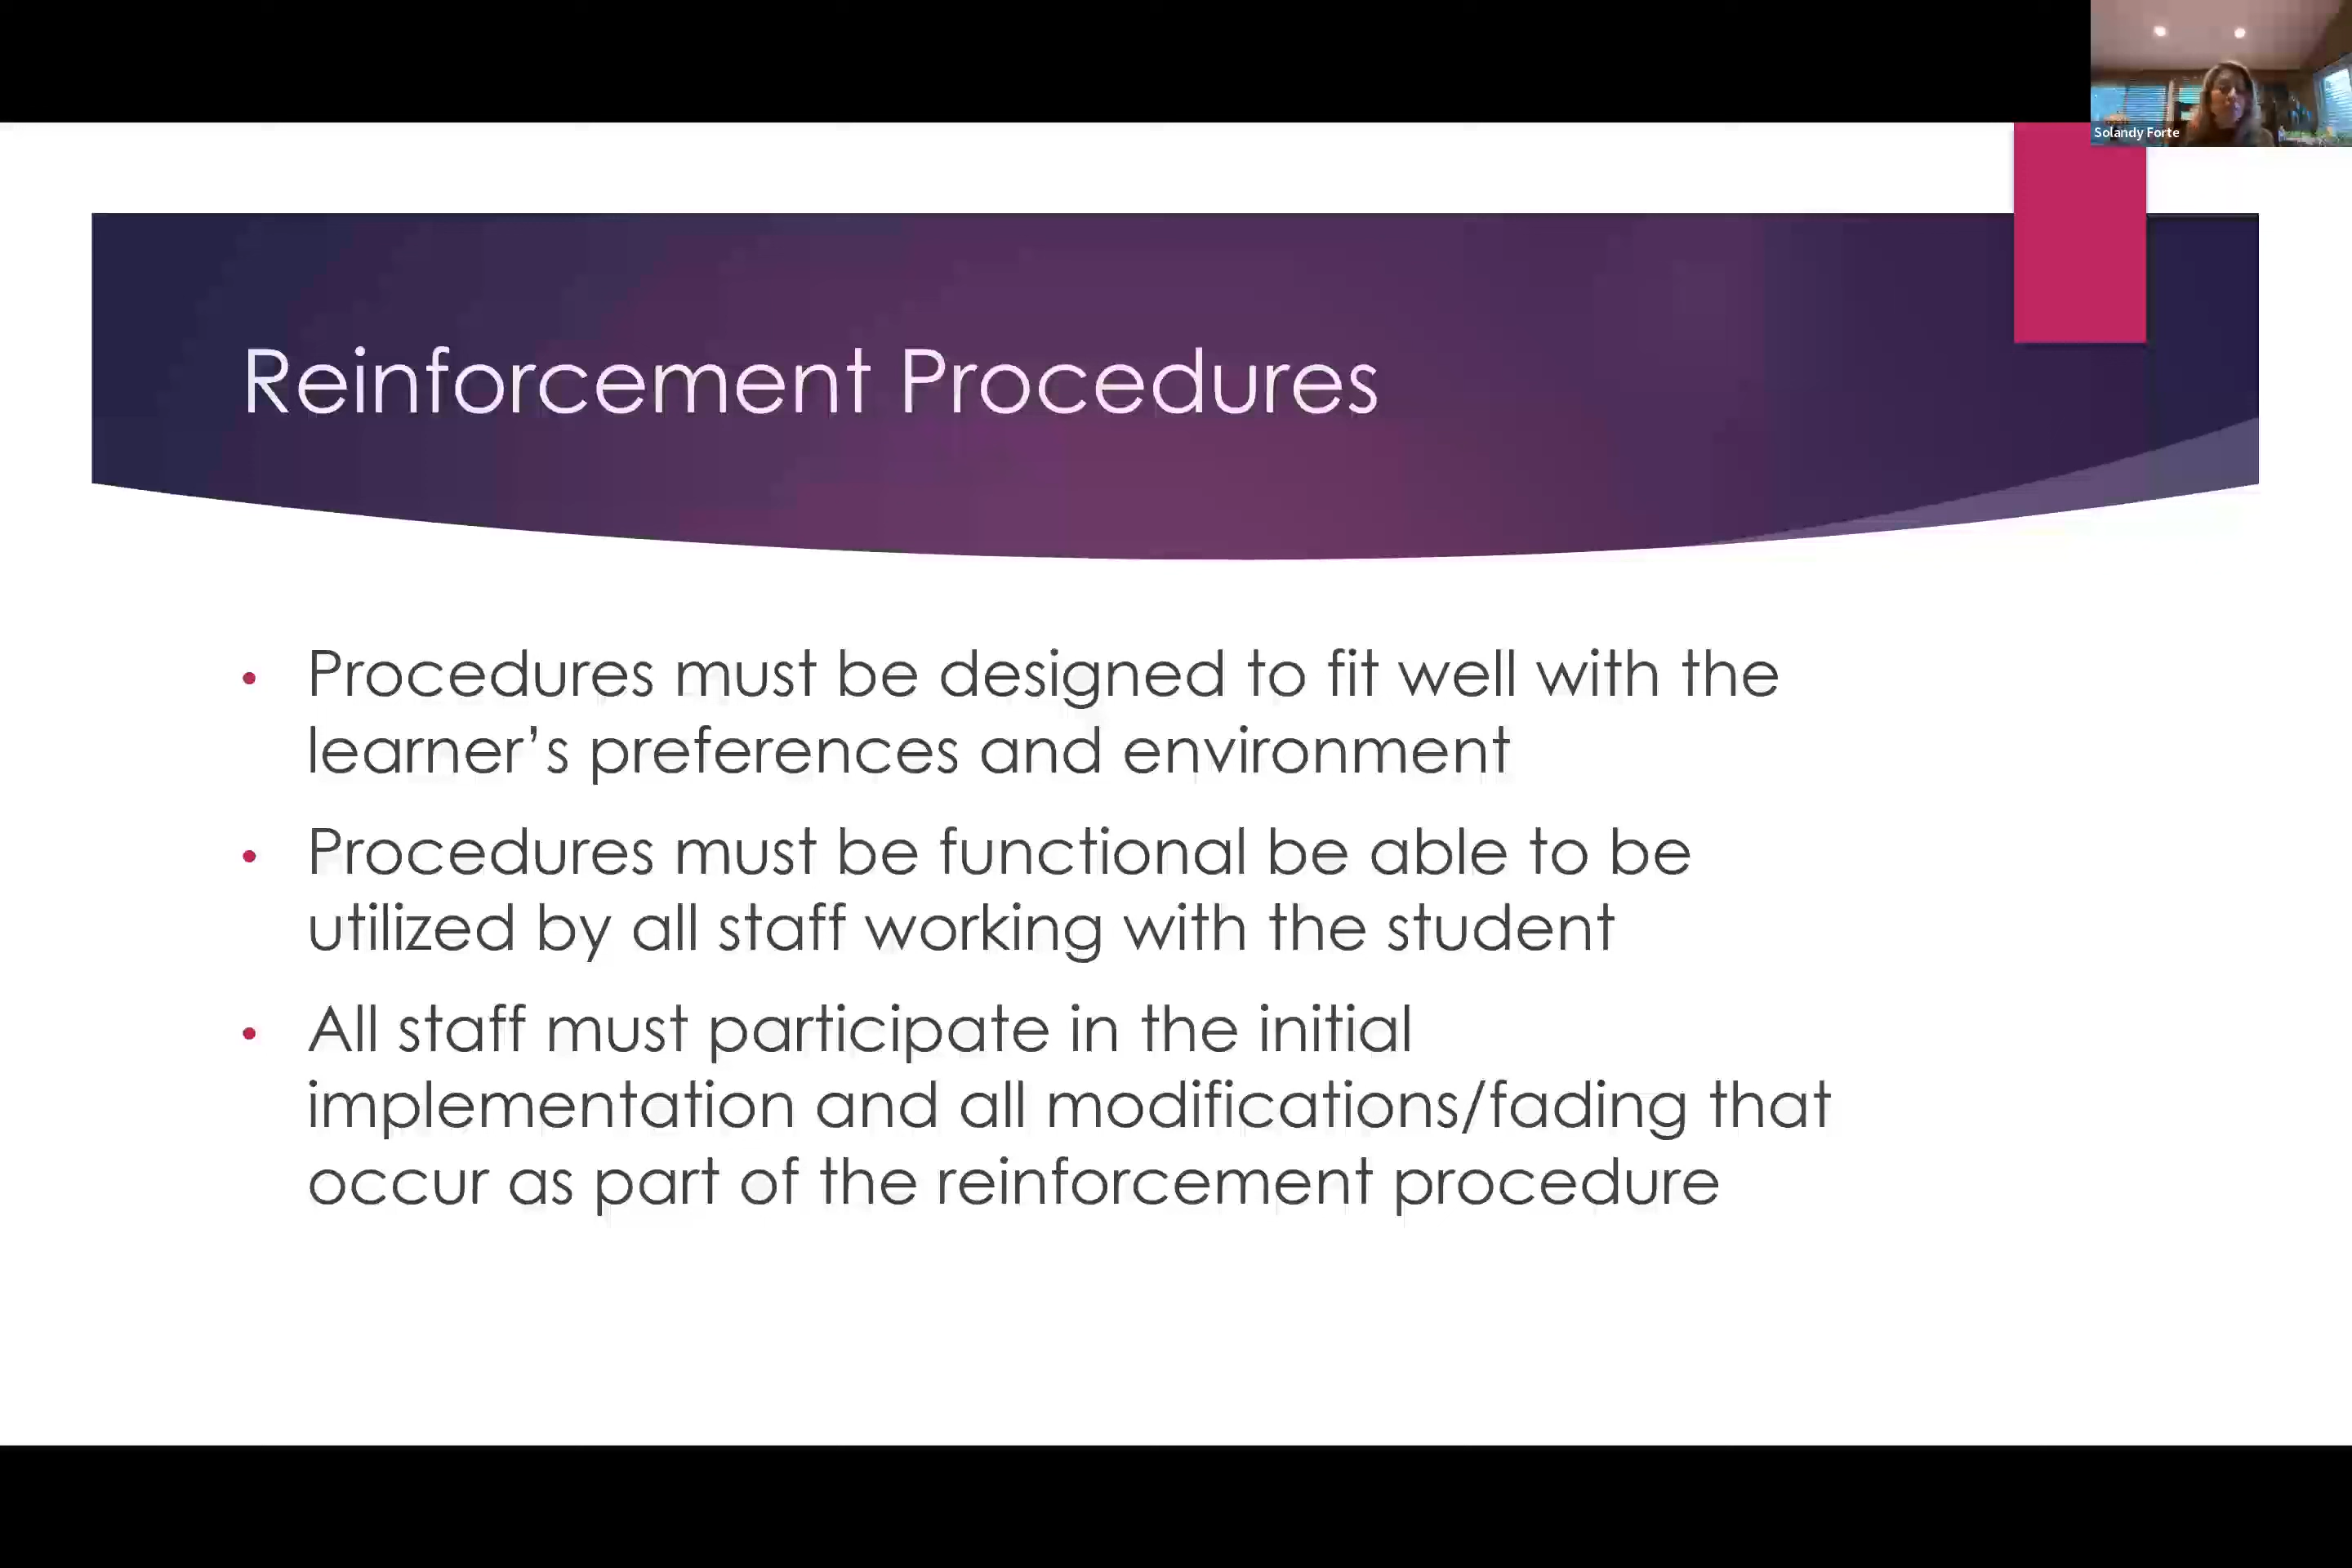 Solandy Forte
Reinforcement Procedures
• Procedures must be designed to fit well with the
learner’s preferences and environment
• Procedures must be functional be able to be
utilized by all staff working with the student
• All staff must participate in the initial
implementation and all modifications/fading that
occur as part of the reinforcement procedure